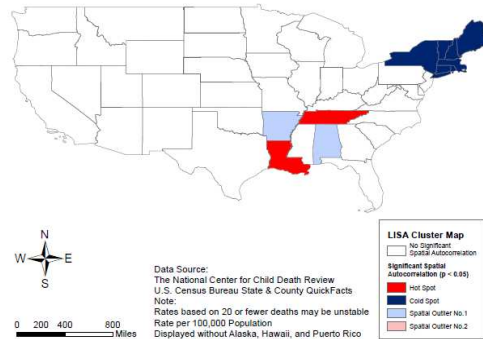 N
W E
S
0 200 400 800
Miles
Data Source:
The National Center for Child Death Review
U.S. Census Bureau State & County QuickFacts
Note:
Rates based on 20 or fewer deaths may be unstable
Rate per 100,000 Population
Displayed without Alaska, Hawaii, and Puerto Rico
LISA Cluster Map
No Significant
Spatial Autocorrelation
Significant Spatial
Autocorrelation (p < 0.05)
Hot Spot
Cold Spot
Spatial Outlier No.1
Spatial Outlier No.2